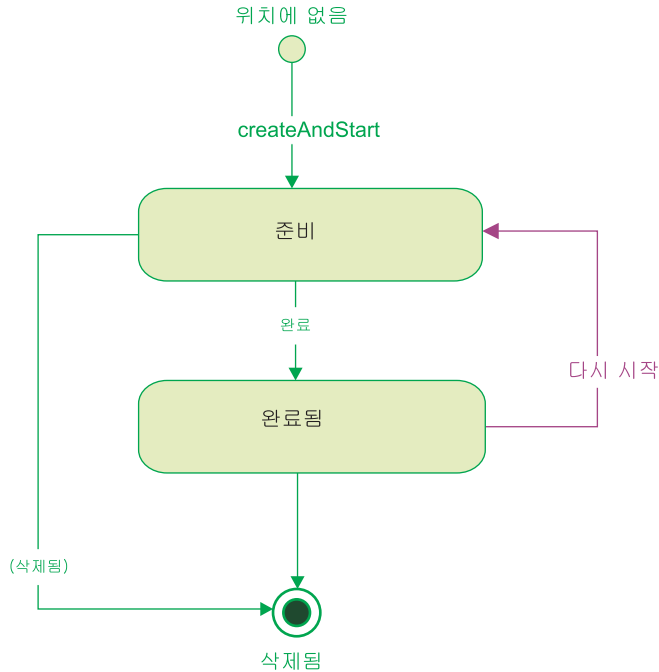 위치에 없음
createAndStart
준비
완료
다시 시작
완료됨
(삭제됨)
삭제됨